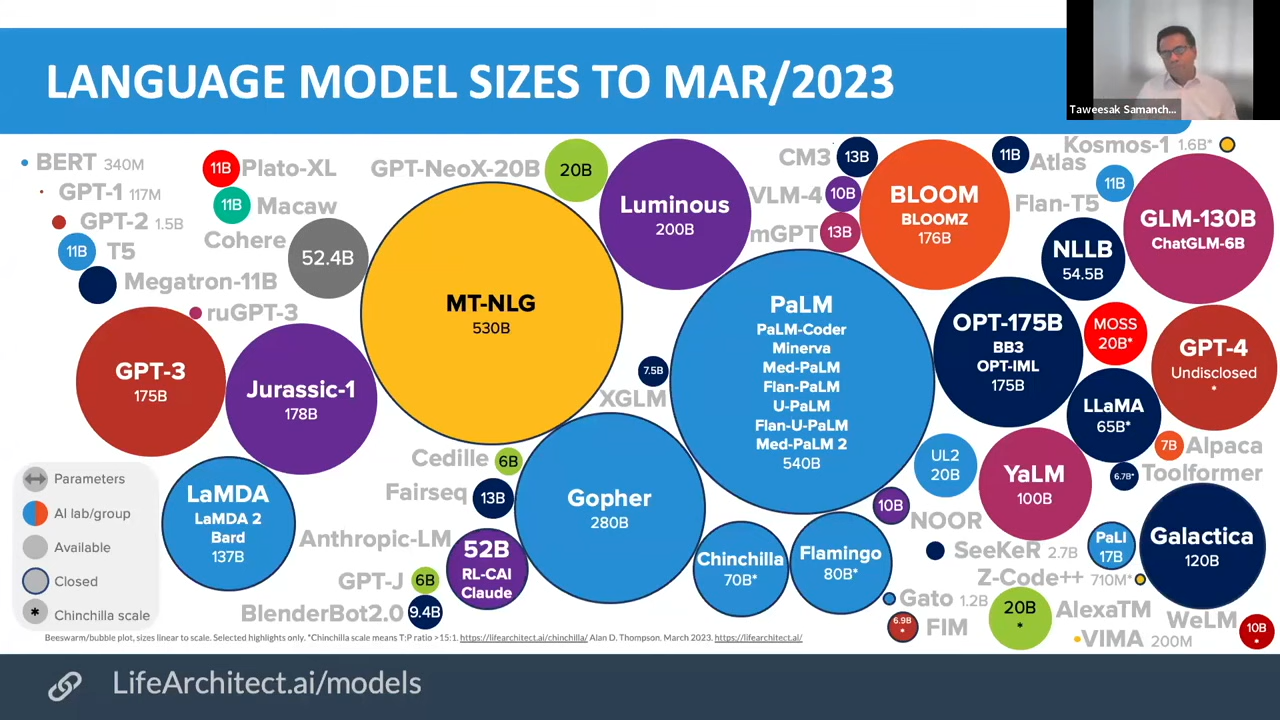 LANGUAGE MODEL SIZES TO MAR/2023
Taweesak Samanch...
BERT 340M
GPT-1 117M
GPT-2 1.5B
11B T5
Megatron-11B
ruGPT-3
11B Plato-XL
11B Macaw
Cohere
52.4B
GPT-NeoX-20B
20B
GPT-3
175B
Jurassic-1
178B
MT-NLG
530B
Luminous
200B
CM3 13B
VLM-4 10B
mGPT 13B
BLOOM
BLOOMZ
176B
11B Atlas
Kosmos-1 1.6B*
11B
Flan-T5
GLM-130B
ChatGLM-6B
NLLB
54.5B
PaLM
PaLM-Coder
Minerva
Med-PaLM
Flan-PaLM
U-PaLM
Flan-U-PaLM
Med-PaLM 2
540B
OPT-175B
BB3
OPT-IML
175B
MOSS
20B*
GPT-4
Undisclosed
*
7.5B
XGLM
LLaMA
65B*
7B Alpaca
6.7B* Toolformer
UL2
20B
YaLM
100B
Cedille 6B
Fairseq 13B
Gopher
280B
LaMDA
LaMDA 2
Bard
137B
Anthropic-LM
52B
RL-CAI
Claude
GPT-J 6B
BlenderBot2.0 9.4B
Chinchilla
70B*
Flamingo
80B*
10B
NOOR
SeeKeR 2.7B
PaLI
17B
Galactica
120B
Z-Code++ 710M*
Gato 1.2B
6.9B
*
FIM
20B
*
AlexaTM
VIMA 200M
WeLM
10B
*
Parameters
AI lab/group
Available
Closed
* Chinchilla scale
Beeswarm/bubble plot, sizes linear to scale. Selected highlights only. *Chinchilla scale means T:P ratio >15:1. https://lifearchitect.ai/chinchilla/ Alan D. Thompson. March 2023. https://lifearchitect.ai/
LifeArchitect.ai/models